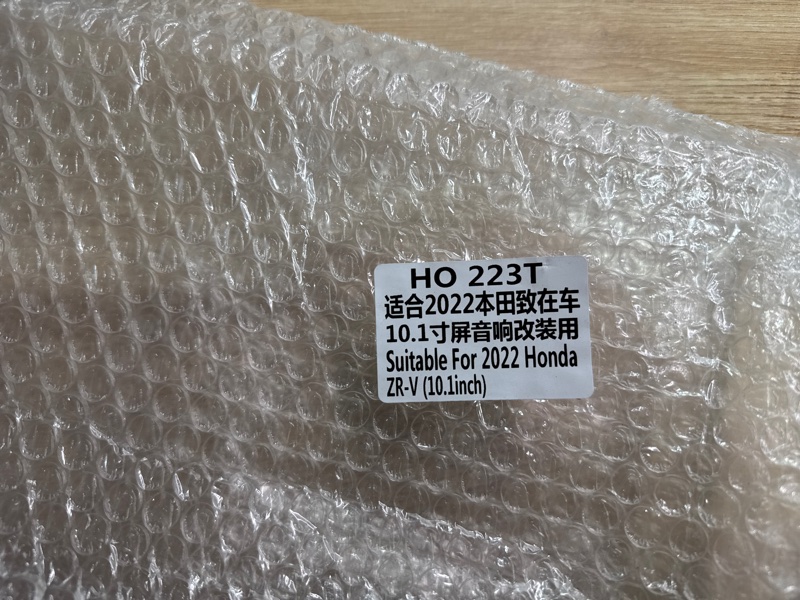 HO 223T
适合2022本田致在车
10.1寸屏音响改装用
Suitable For 2022 Honda
ZR-V (10.1inch)